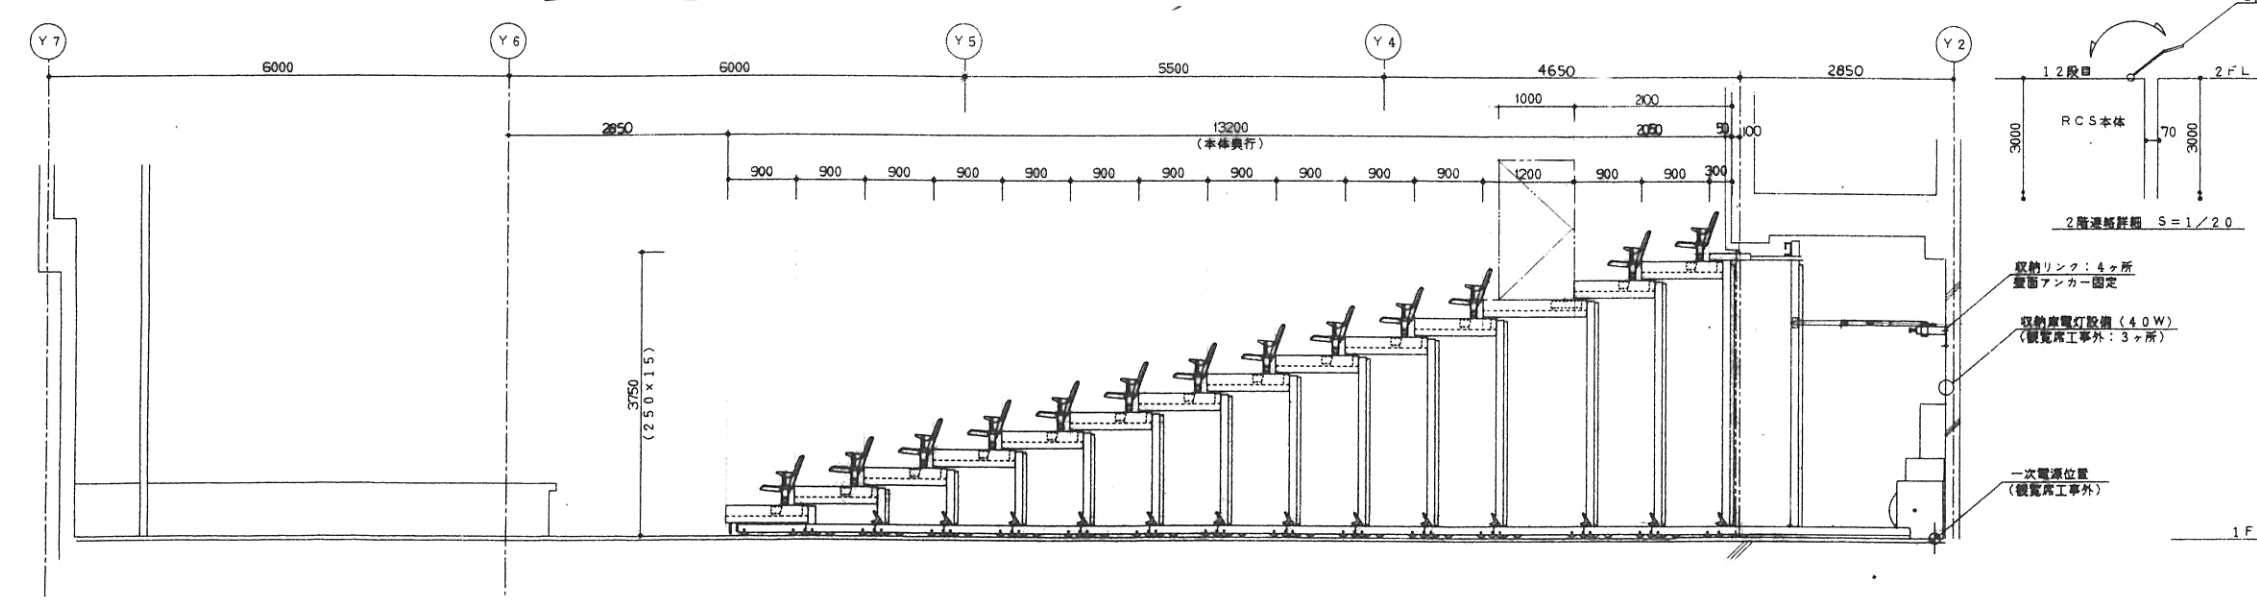 Y7
Y6
Y5
Y4
Y2
6000
6000
5500
4650
2850
1000
2100
2850
13200
(本体奥行)
2050
50
100
900
900
900
900
900
900
900
900
900
900
900
1200
900
900
300
3750
(250×15)
12段目
2FL
RCS本体
3000
70
3000
2階連絡詳細 S=1/20
収納リンク:4ヶ所
壁面アンカー固定
収納庫電灯設備(40W)
(観覧席工事外:3ヶ所)
一次電源位置
(観覧席工事外)
1F